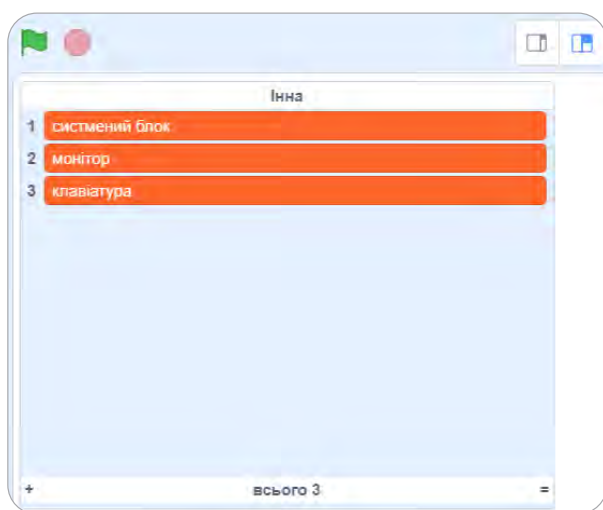 Інна
1 систмений блок
2 монітор
3 клавіатура
+ всього 3 =